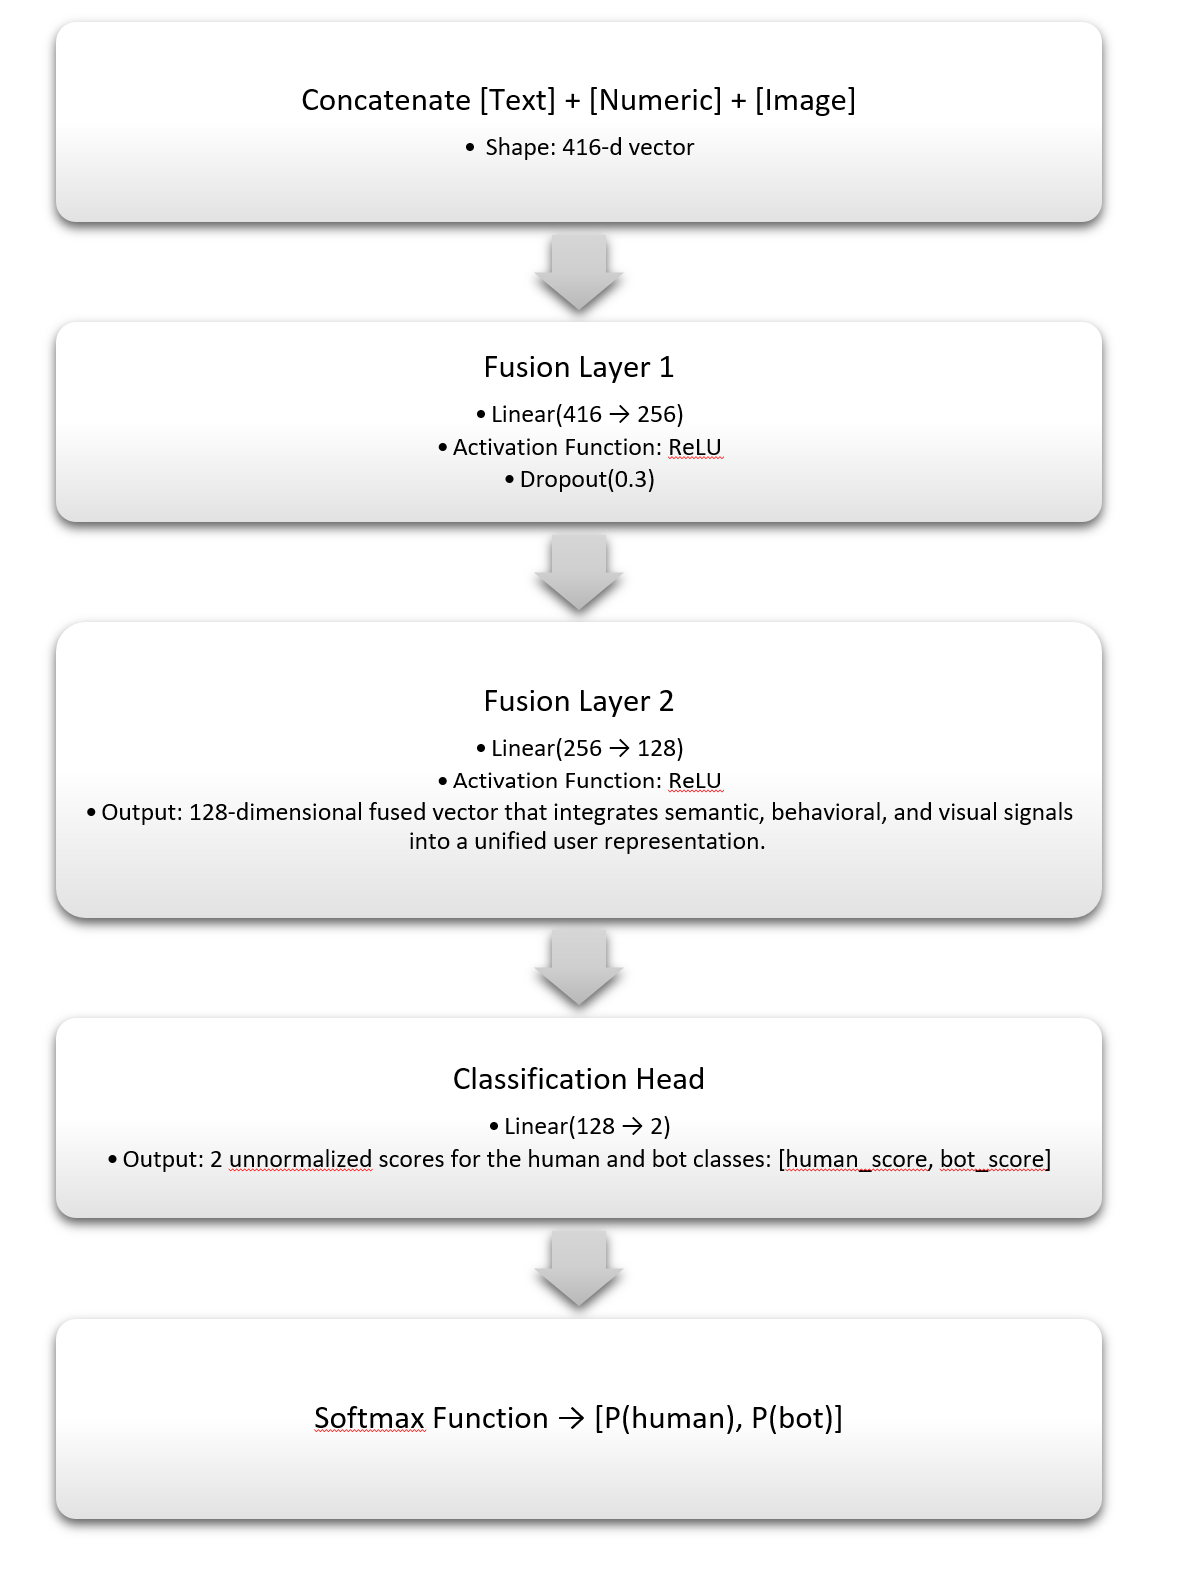 Concatenate [Text] + [Numeric] + [Image]
• Shape: 416-d vector
Fusion Layer 1
• Linear(416 → 256)
• Activation Function: ReLU
• Dropout(0.3)
Fusion Layer 2
• Linear(256 → 128)
• Activation Function: ReLU
• Output: 128-dimensional fused vector that integrates semantic, behavioral, and visual signals
into a unified user representation.
Classification Head
• Linear(128 → 2)
• Output: 2 unnormalized scores for the human and bot classes: [human_score, bot_score]
Softmax Function → [P(human), P(bot)]